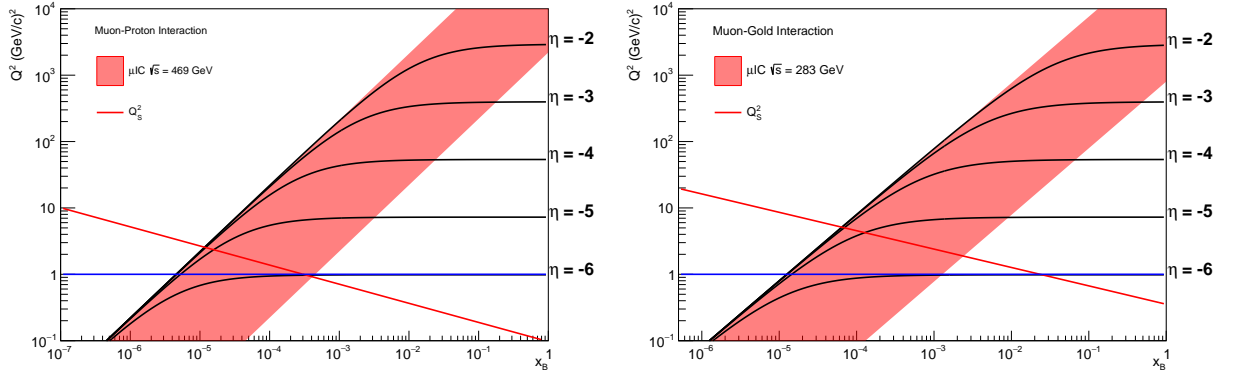 Muon-Proton Interaction
μIC √s = 469 GeV
Q²ₛ
Q² (GeV/c)²
10⁴
10³
10²
10
1
10⁻¹
10⁻⁷ 10⁻⁶ 10⁻⁵ 10⁻⁴ 10⁻³ 10⁻² 10⁻¹ 1
x_B
η = -2
η = -3
η = -4
η = -5
η = -6
Muon-Gold Interaction
μIC √s = 283 GeV
Q²ₛ
Q² (GeV/c)²
10⁴
10³
10²
10
1
10⁻¹
10⁻⁶ 10⁻⁵ 10⁻⁴ 10⁻³ 10⁻² 10⁻¹ 1
x_B
η = -2
η = -3
η = -4
η = -5
η = -6